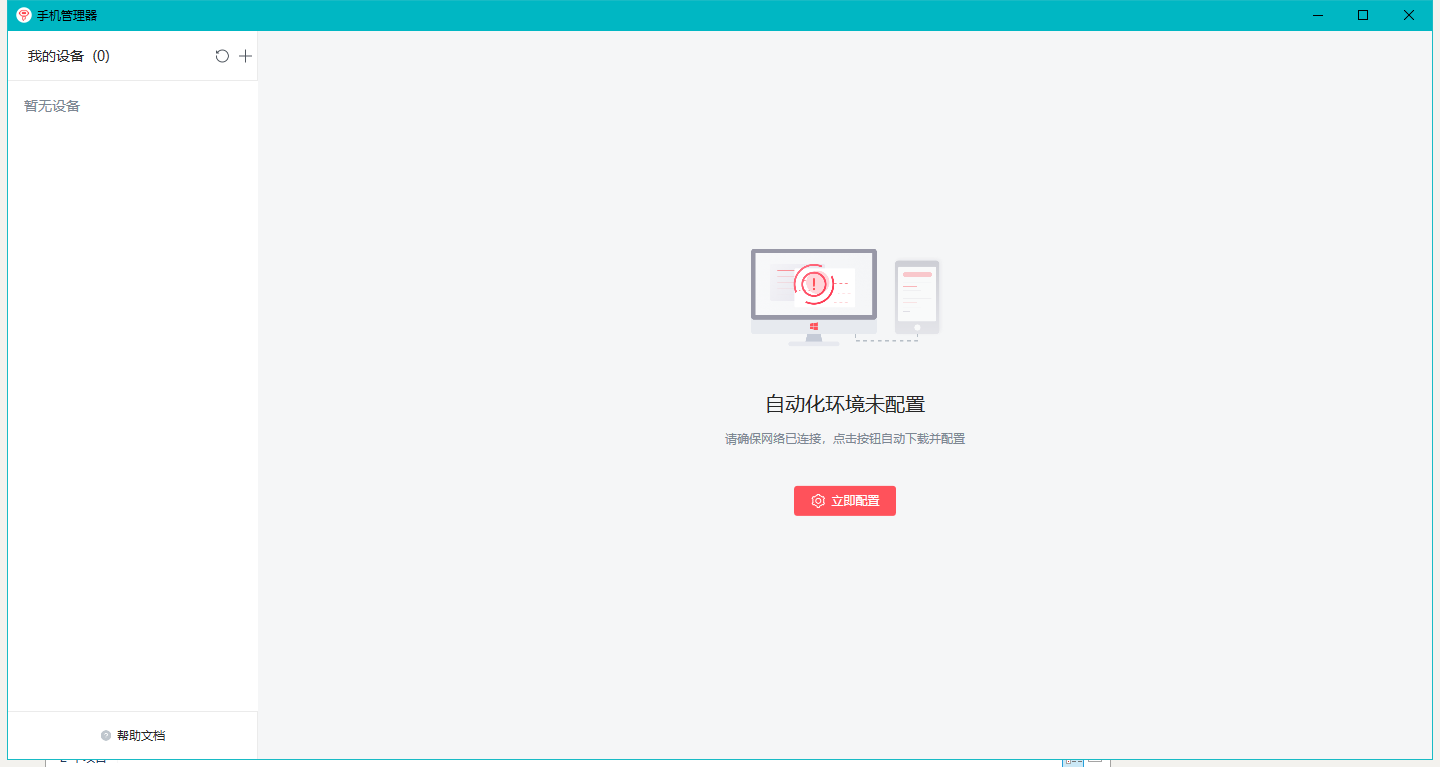 手机管理器
我的设备 (0)
暂无设备
自动化环境未配置
请确保网络已连接，点击按钮自动下载并配置
立即配置
帮助文档